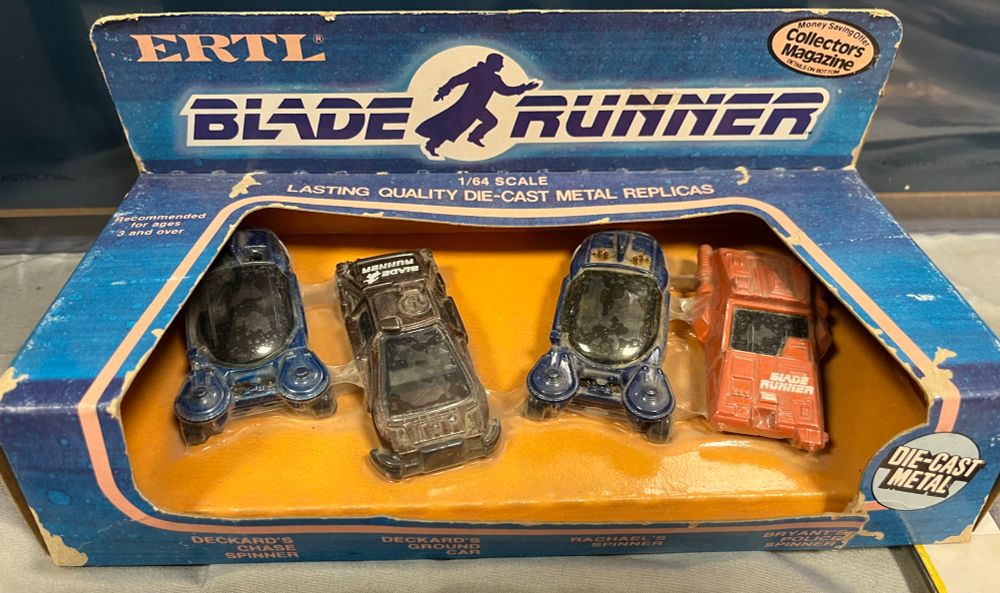 ERTL®
Money Saving Offer
Collectors
Magazine
DETAILS ON BOTTOM
BLADE RUNNER
1/64 SCALE
LASTING QUALITY DIE-CAST METAL REPLICAS
Recommended
for ages
3 and over
BLADE
RUNNER
BLADE
RUNNER
DIE-CAST
METAL
DECKARD'S
CHASE
SPINNER
DECKARD'S
GROUND
CAR
RACHAEL'S
SPINNER
BRYANT'S
POLICE
SPINNER